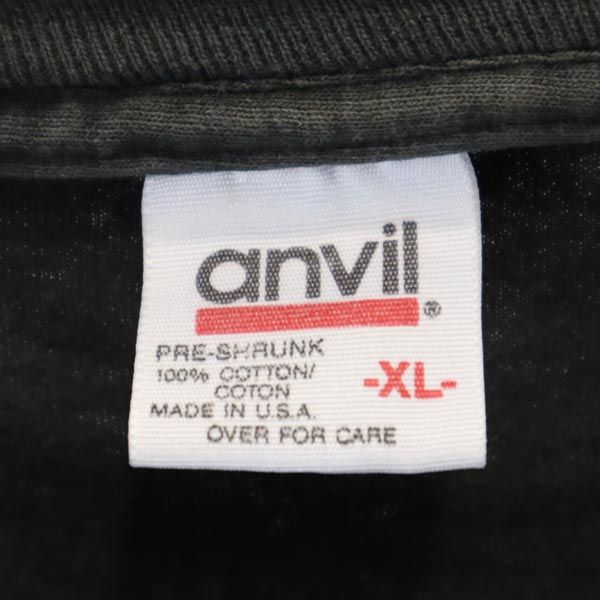 anvil®
PRE-SHRUNK
100% COTTON/
COTON
-XL-
MADE IN U.S.A.
OVER FOR CARE